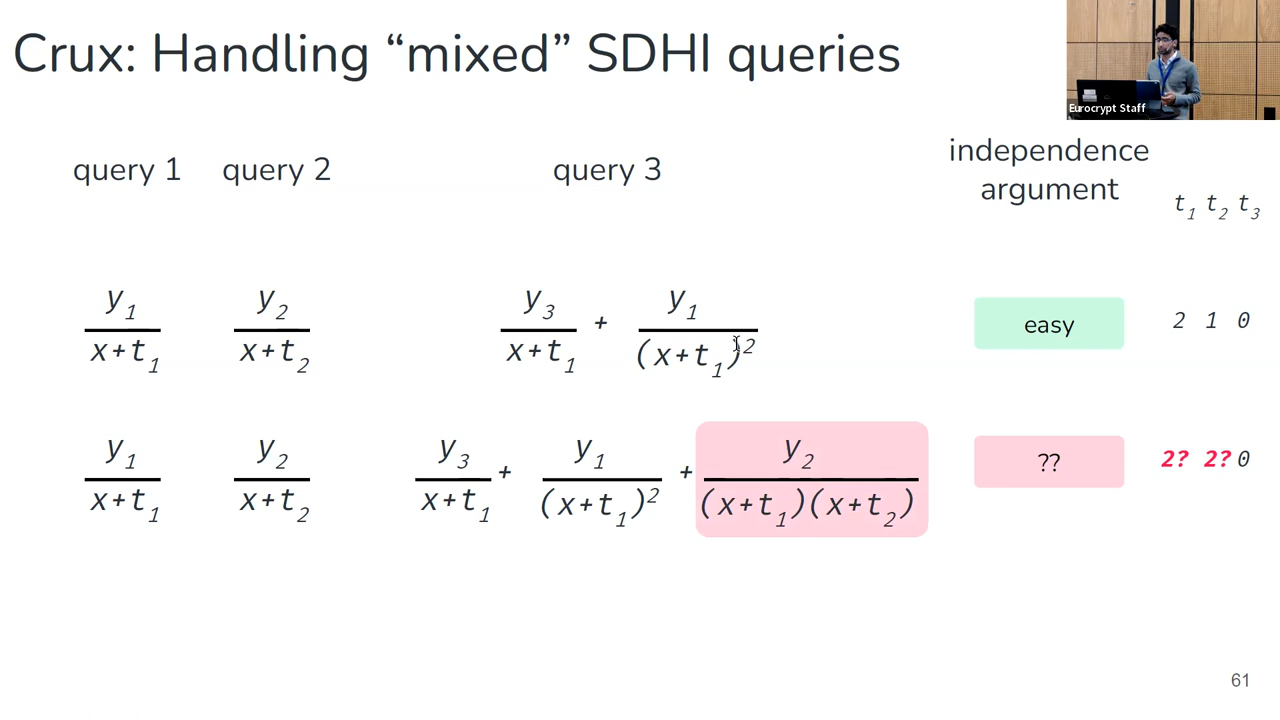 Crux: Handling “mixed” SDHI queries
Eurocrypt Staff
query 1 query 2 query 3 independence argument t₁ t₂ t₃
y₁ y₂ y₃ y₁
+ easy 2 1 0
x+t₁ x+t₂ x+t₁ (x+t₁)²
y₁ y₂ y₃ y₁ y₂
+ + ?? 2? 2? 0
x+t₁ x+t₂ x+t₁ (x+t₁)² (x+t₁)(x+t₂)
61